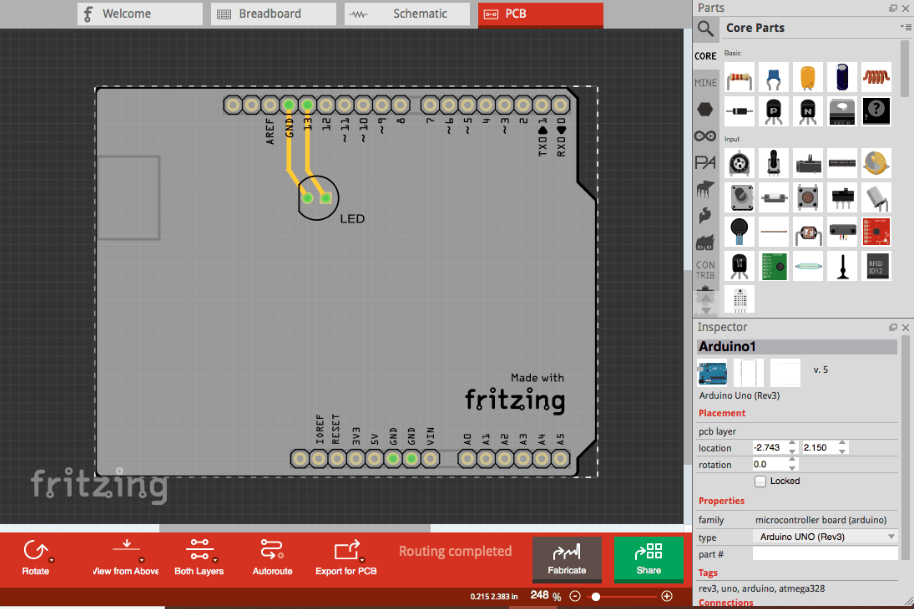 Welcome
Breadboard
Schematic
PCB
Parts
Core Parts
CORE
MINE
PA
CON
TRIB
Basic
P
N
Input
RFID
ID12
AREF
GND
13
12
~11
~10
~9
8
7
~6
~5
4
~3
2
TX0▲1
RX0▼0
LED
Made with
fritzing
IOREF
RESET
3V3
5V
GND
GND
VIN
A0
A1
A2
A3
A4
A5
fritzing
Inspector
Arduino1
v. 5
Arduino Uno (Rev3)
Placement
pcb layer
location -2.743 2.150
rotation 0.0
Locked
Properties
family microcontroller board (arduino)
type Arduino UNO (Rev3)
part #
Tags
rev3, uno, arduino, atmega328
Connections
Rotate
View from Above
Both Layers
Autoroute
Export for PCB
Routing completed
Fabricate
Share
0.215 2.383 in 248 %